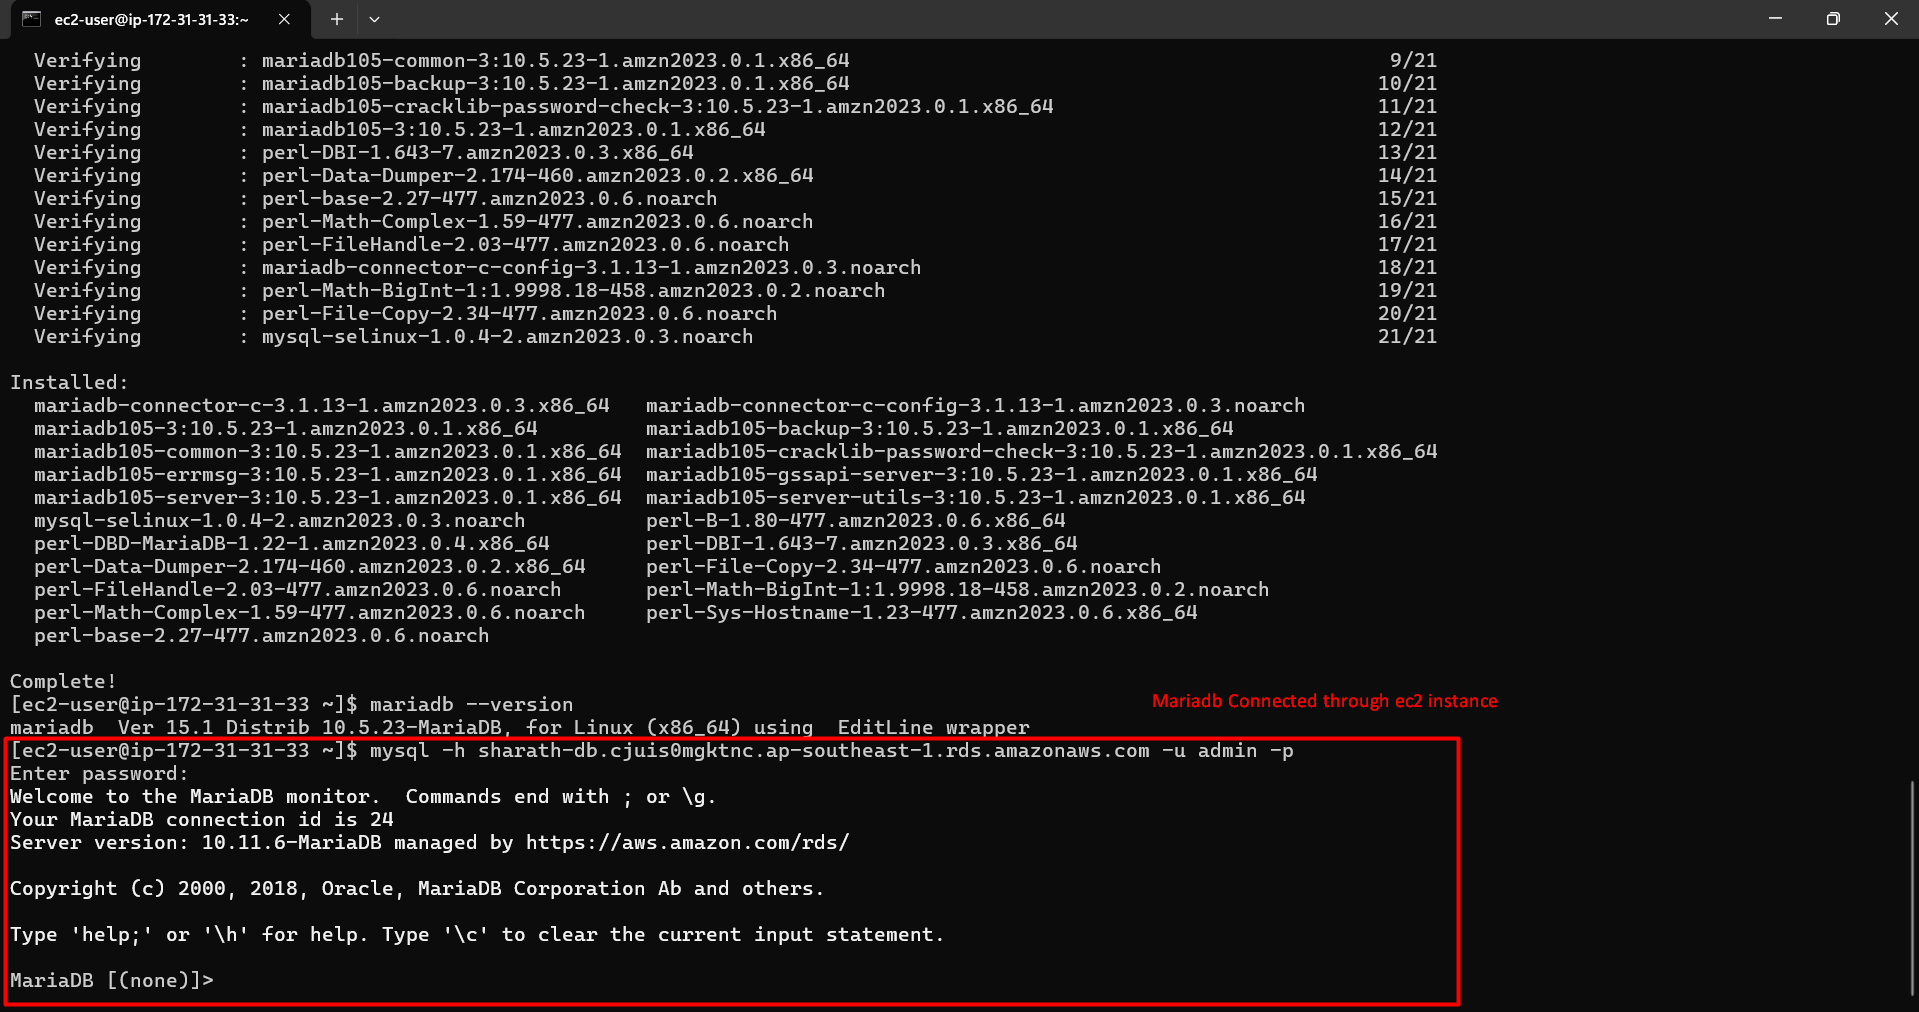 ec2-user@ip-172-31-31-33:~
Verifying : mariadb105-common-3:10.5.23-1.amzn2023.0.1.x86_64 9/21
Verifying : mariadb105-backup-3:10.5.23-1.amzn2023.0.1.x86_64 10/21
Verifying : mariadb105-cracklib-password-check-3:10.5.23-1.amzn2023.0.1.x86_64 11/21
Verifying : mariadb105-3:10.5.23-1.amzn2023.0.1.x86_64 12/21
Verifying : perl-DBI-1.643-7.amzn2023.0.3.x86_64 13/21
Verifying : perl-Data-Dumper-2.174-460.amzn2023.0.2.x86_64 14/21
Verifying : perl-base-2.27-477.amzn2023.0.6.noarch 15/21
Verifying : perl-Math-Complex-1.59-477.amzn2023.0.6.noarch 16/21
Verifying : perl-FileHandle-2.03-477.amzn2023.0.6.noarch 17/21
Verifying : mariadb-connector-c-config-3.1.13-1.amzn2023.0.3.noarch 18/21
Verifying : perl-Math-BigInt-1:1.9998.18-458.amzn2023.0.2.noarch 19/21
Verifying : perl-File-Copy-2.34-477.amzn2023.0.6.noarch 20/21
Verifying : mysql-selinux-1.0.4-2.amzn2023.0.3.noarch 21/21
Installed:
mariadb-connector-c-3.1.13-1.amzn2023.0.3.x86_64 mariadb-connector-c-config-3.1.13-1.amzn2023.0.3.noarch
mariadb105-3:10.5.23-1.amzn2023.0.1.x86_64 mariadb105-backup-3:10.5.23-1.amzn2023.0.1.x86_64
mariadb105-common-3:10.5.23-1.amzn2023.0.1.x86_64 mariadb105-cracklib-password-check-3:10.5.23-1.amzn2023.0.1.x86_64
mariadb105-errmsg-3:10.5.23-1.amzn2023.0.1.x86_64 mariadb105-gssapi-server-3:10.5.23-1.amzn2023.0.1.x86_64
mariadb105-server-3:10.5.23-1.amzn2023.0.1.x86_64 mariadb105-server-utils-3:10.5.23-1.amzn2023.0.1.x86_64
mysql-selinux-1.0.4-2.amzn2023.0.3.noarch perl-B-1.80-477.amzn2023.0.6.x86_64
perl-DBD-MariaDB-1.22-1.amzn2023.0.4.x86_64 perl-DBI-1.643-7.amzn2023.0.3.x86_64
perl-Data-Dumper-2.174-460.amzn2023.0.2.x86_64 perl-File-Copy-2.34-477.amzn2023.0.6.noarch
perl-FileHandle-2.03-477.amzn2023.0.6.noarch perl-Math-BigInt-1:1.9998.18-458.amzn2023.0.2.noarch
perl-Math-Complex-1.59-477.amzn2023.0.6.noarch perl-Sys-Hostname-1.23-477.amzn2023.0.6.x86_64
perl-base-2.27-477.amzn2023.0.6.noarch
Complete!
[ec2-user@ip-172-31-31-33 ~]$ mariadb --version
Mariadb Connected through ec2 instance
mariadb  Ver 15.1 Distrib 10.5.23-MariaDB, for Linux (x86_64) using  EditLine wrapper
[ec2-user@ip-172-31-31-33 ~]$ mysql -h sharath-db.cjuis0mgktnc.ap-southeast-1.rds.amazonaws.com -u admin -p
Enter password:
Welcome to the MariaDB monitor.  Commands end with ; or \g.
Your MariaDB connection id is 24
Server version: 10.11.6-MariaDB managed by https://aws.amazon.com/rds/
Copyright (c) 2000, 2018, Oracle, MariaDB Corporation Ab and others.
Type 'help;' or '\h' for help. Type '\c' to clear the current input statement.
MariaDB [(none)]>